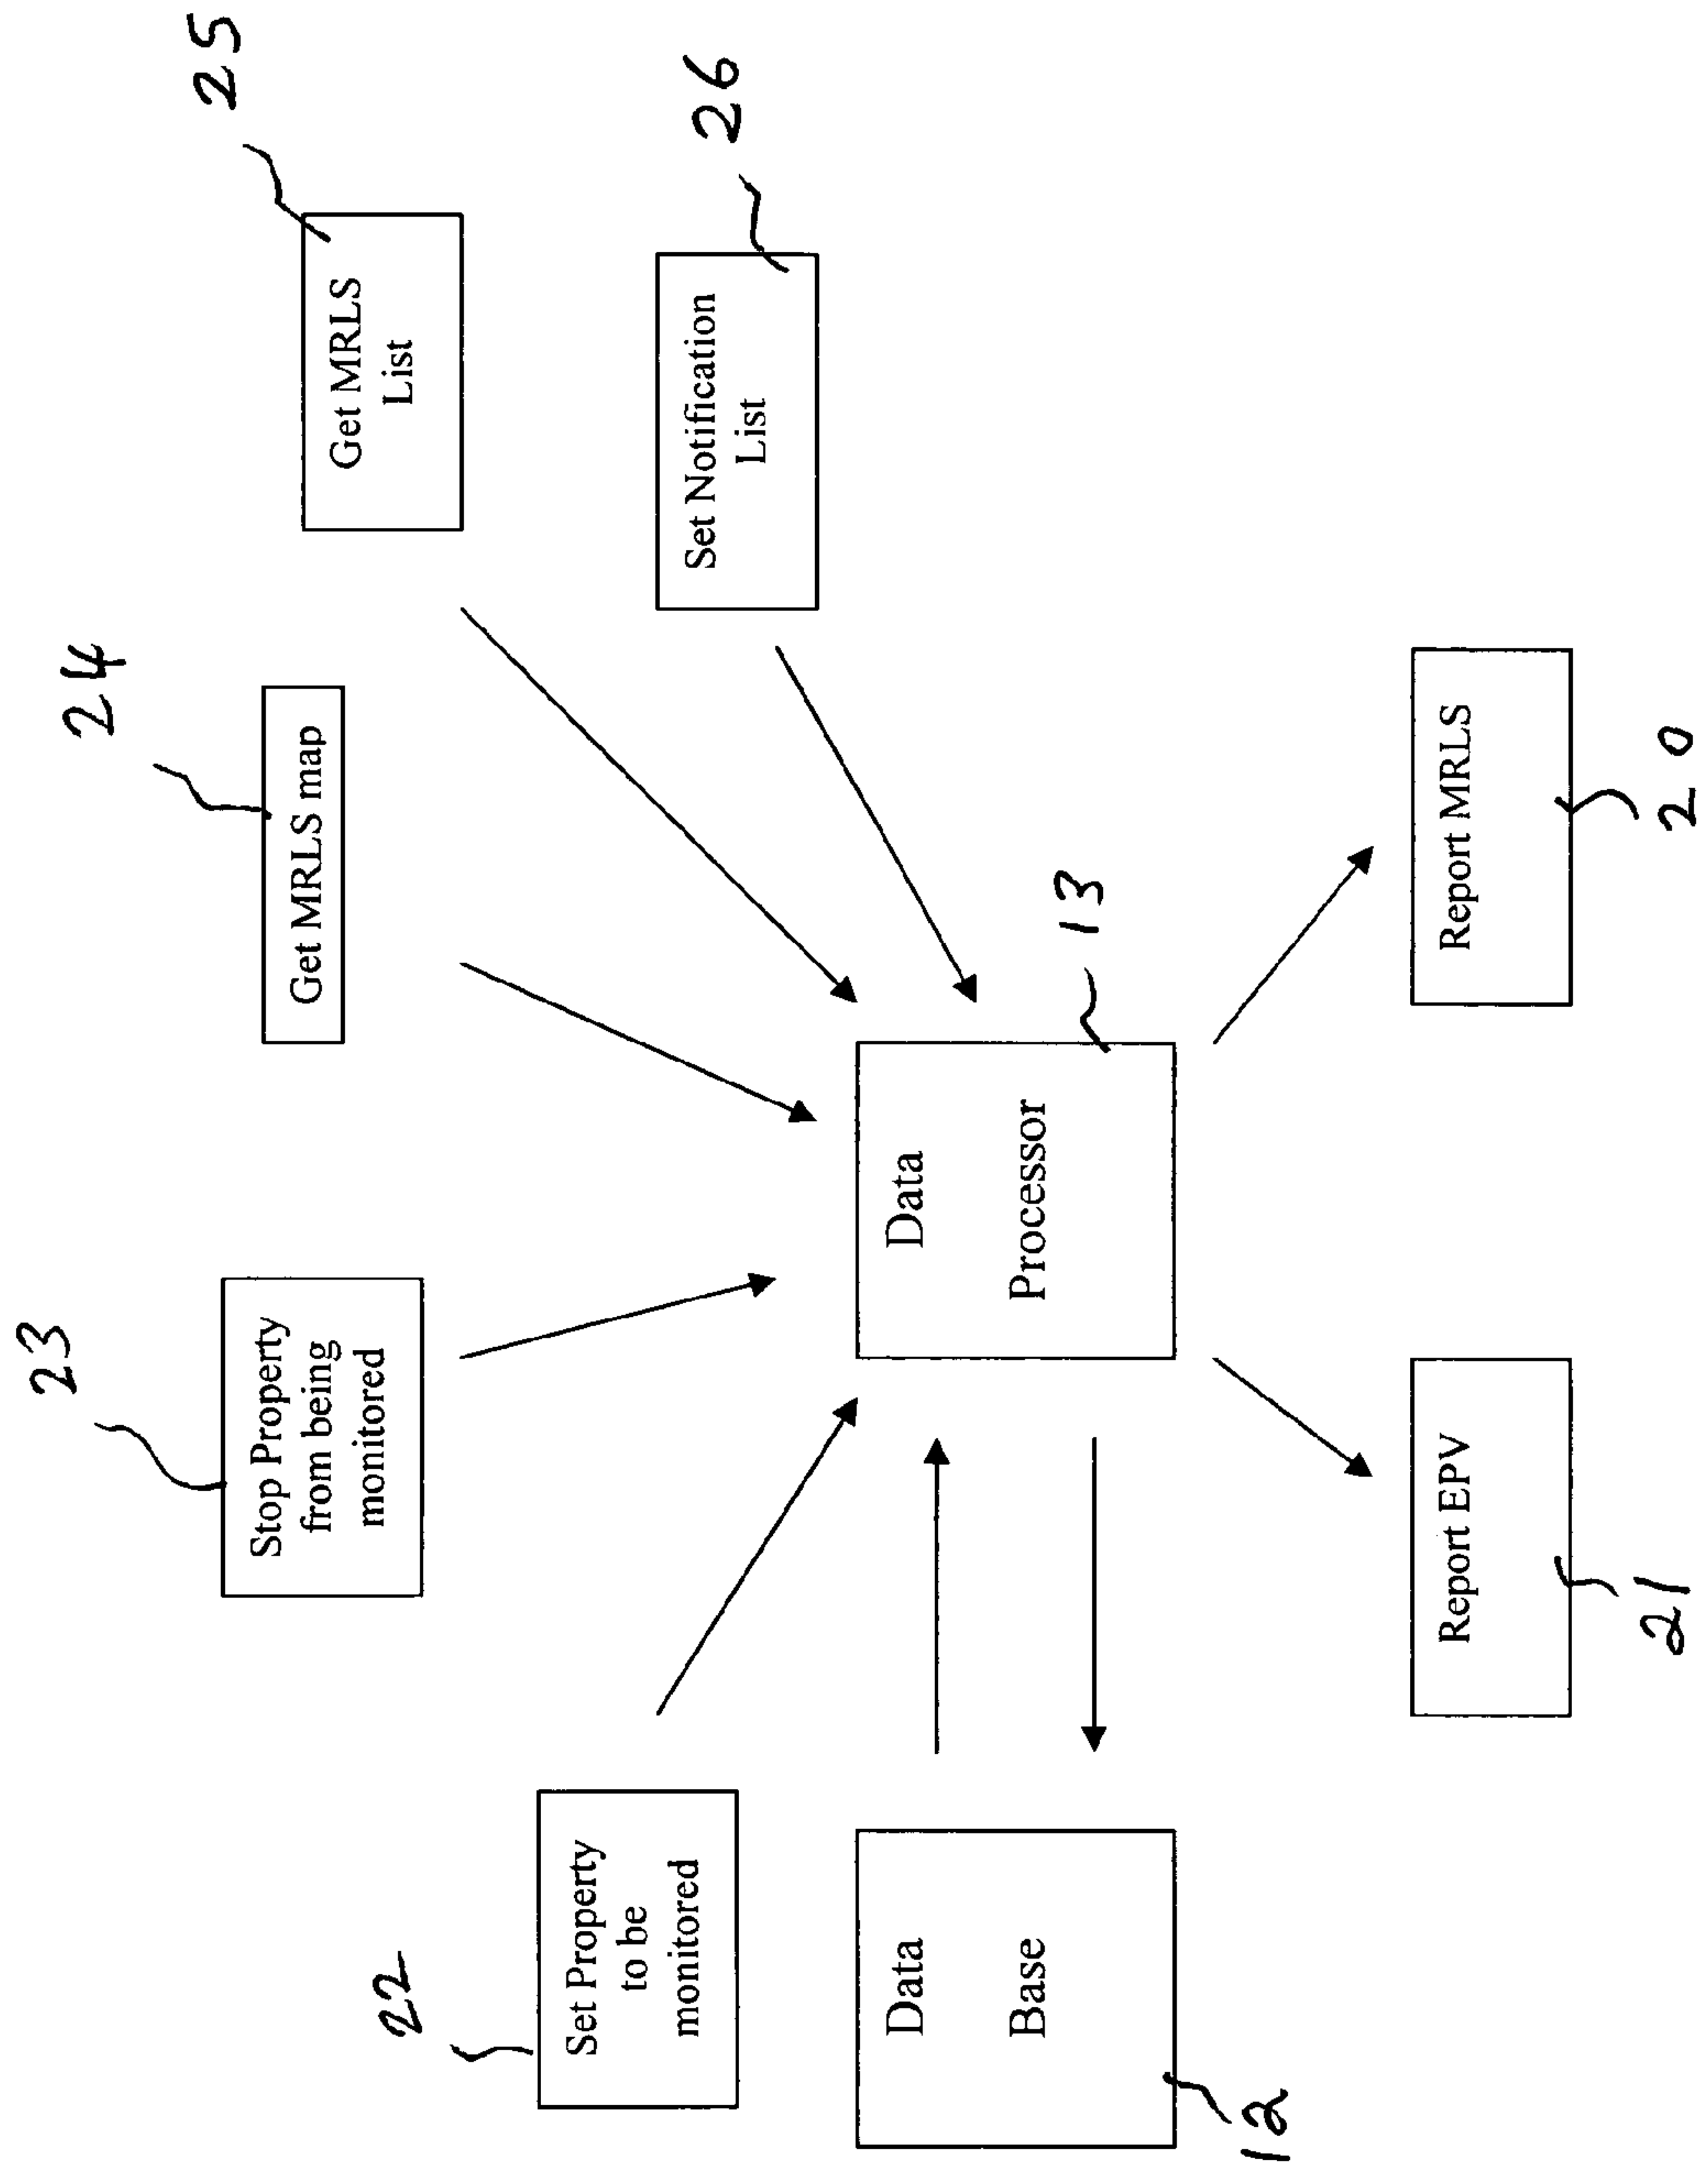 23
Stop Property
from being
monitored
24
Get MRLS map
25
Get MRLS
List
22
Set Property
to be
monitored
26
Set Notification
List
Data
Base
12
Data
Processor
13
Report EPV
21
Report MRLS
20